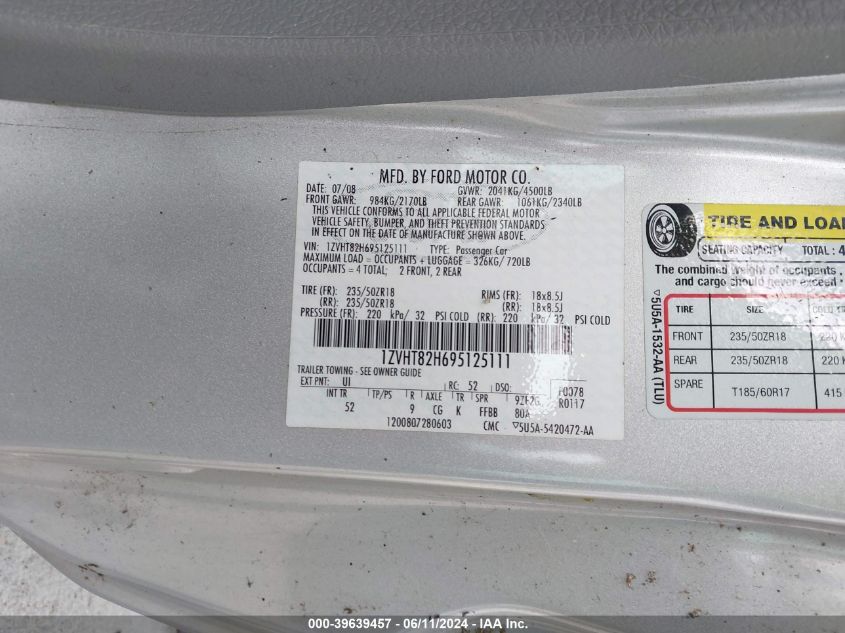 MFD. BY FORD MOTOR CO.
DATE: 07/08 GVWR: 2041KG/4500LB
FRONT GAWR: 984KG/2170LB REAR GAWR: 1061KG/2340LB
THIS VEHICLE CONFORMS TO ALL APPLICABLE FEDERAL MOTOR
VEHICLE SAFETY, BUMPER, AND THEFT PREVENTION STANDARDS
IN EFFECT ON THE DATE OF MANUFACTURE SHOWN ABOVE.
VIN: 1ZVHT82H695125111 TYPE: Passenger Car
MAXIMUM LOAD = OCCUPANTS + LUGGAGE = 326KG/720LB
OCCUPANTS = 4 TOTAL; 2 FRONT, 2 REAR
TIRE (FR): 235/50ZR18 RIMS (FR): 18x8.5J
(RR): 235/50ZR18 (RR): 18x8.5J
PRESSURE (FR): 220 kPa/ 32 PSI COLD (RR): 220 kPa/ 32 PSI COLD
1ZVHT82H695125111
TRAILER TOWING - SEE OWNER GUIDE
EXT PNT: UI RC: 52 DSO: F0078
INT TR TP/PS R AXLE TR SPR R0117
52 9 CG K FFBB 80A
1200807280603 CMC ▽5U5A-5420472-AA
TIRE AND LOA
SEATING CAPACITY TOTAL: 4
The combined weight of occupants
and cargo should never exceed
▽5U5A-1532-AA (TLU)
TIRE SIZE COLD
FRONT 235/50ZR18 220 K
REAR 235/50ZR18 220
SPARE T185/60R17 415
000-39639457 - 06/11/2024 - IAA Inc.